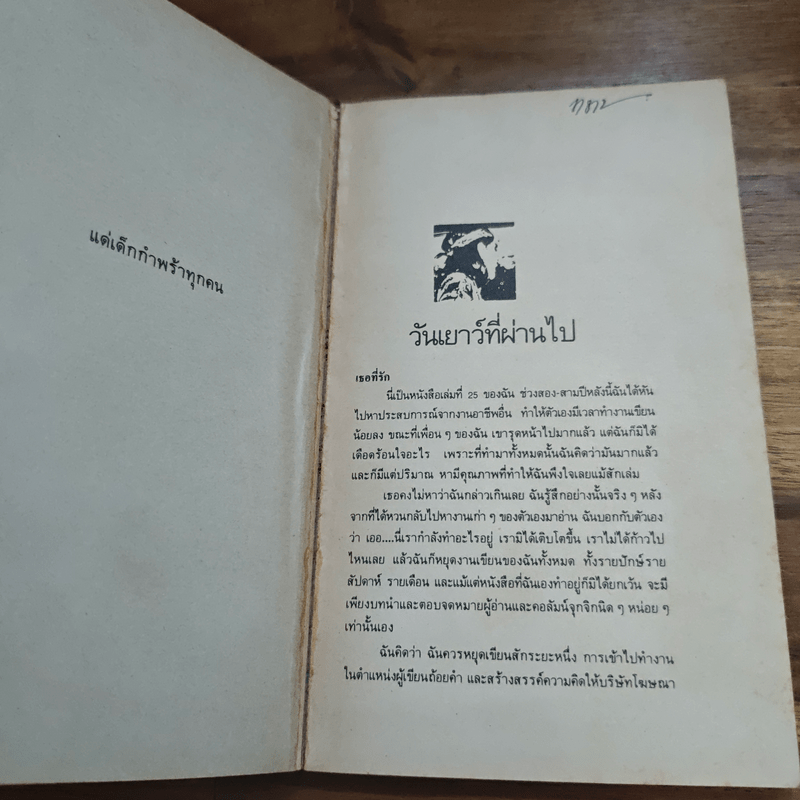 แด่เด็กกำพร้าทุกคน
วันเยาว์ที่ผ่านไป
เธอที่รัก
นี่เป็นหนังสือเล่มที่ 25 ของฉัน ช่วงสอง-สามปีหลังนี้ฉันได้หัน
ไปหาประสบการณ์จากงานอาชีพอื่น ทำให้ตัวเองมีเวลาทำงานเขียน
น้อยลง ขณะที่เพื่อน ๆ ของฉัน เขารุดหน้าไปมากแล้ว แต่ฉันก็มิได้
เดือดร้อนใจอะไร เพราะที่ทำมาทั้งหมดนั้นฉันคิดว่ามันมากแล้ว
และก็มีแต่ปริมาณ หามีคุณภาพที่ทำให้ฉันพึงใจเลยแม้สักเล่ม
เธอคงไม่หาว่าฉันกล่าวเกินเลย ฉันรู้สึกอย่างนั้นจริง ๆ หลัง
จากที่ได้หวนกลับไปหางานเก่า ๆ ของตัวเองมาอ่าน ฉันบอกกับตัวเอง
ว่า เออ....นี่เรากำลังทำอะไรอยู่ เรามิได้เติบโตขึ้น เราไม่ได้ก้าวไป
ไหนเลย แล้วฉันก็หยุดงานเขียนของฉันทั้งหมด ทั้งรายปักษ์ราย
สัปดาห์ รายเดือน และแม้แต่หนังสือที่ฉันเองทำอยู่ก็มิได้ยกเว้น จะมี
เพียงบทนำและตอบจดหมายผู้อ่านและคอลัมน์จุกจิกนิด ๆ หน่อย ๆ
เท่านั้นเอง
ฉันคิดว่า ฉันควรหยุดเขียนสักระยะหนึ่ง การเข้าไปทำงาน
ในตำแหน่งผู้เขียนถ้อยคำ และสร้างสรรค์ความคิดให้บริษัทโฆษณา